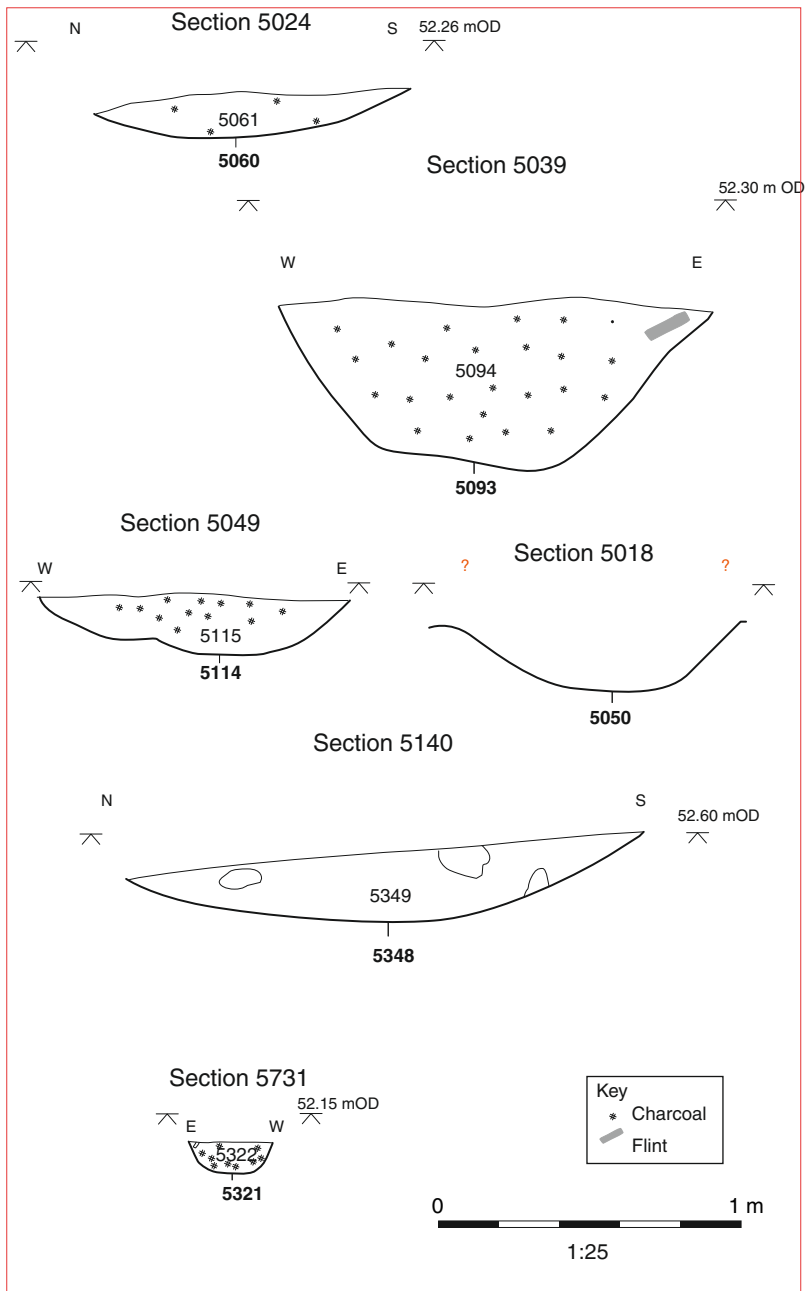 Section 5024
N
S
52.26 mOD
5061
5060
Section 5039
52.30 m OD
W
E
5094
5093
Section 5049
W
E
5115
5114
Section 5018
?
?
5050
Section 5140
N
S
52.60 mOD
5349
5348
Section 5731
52.15 mOD
E
W
5322
5321
Key
Charcoal
Flint
0
1 m
1:25